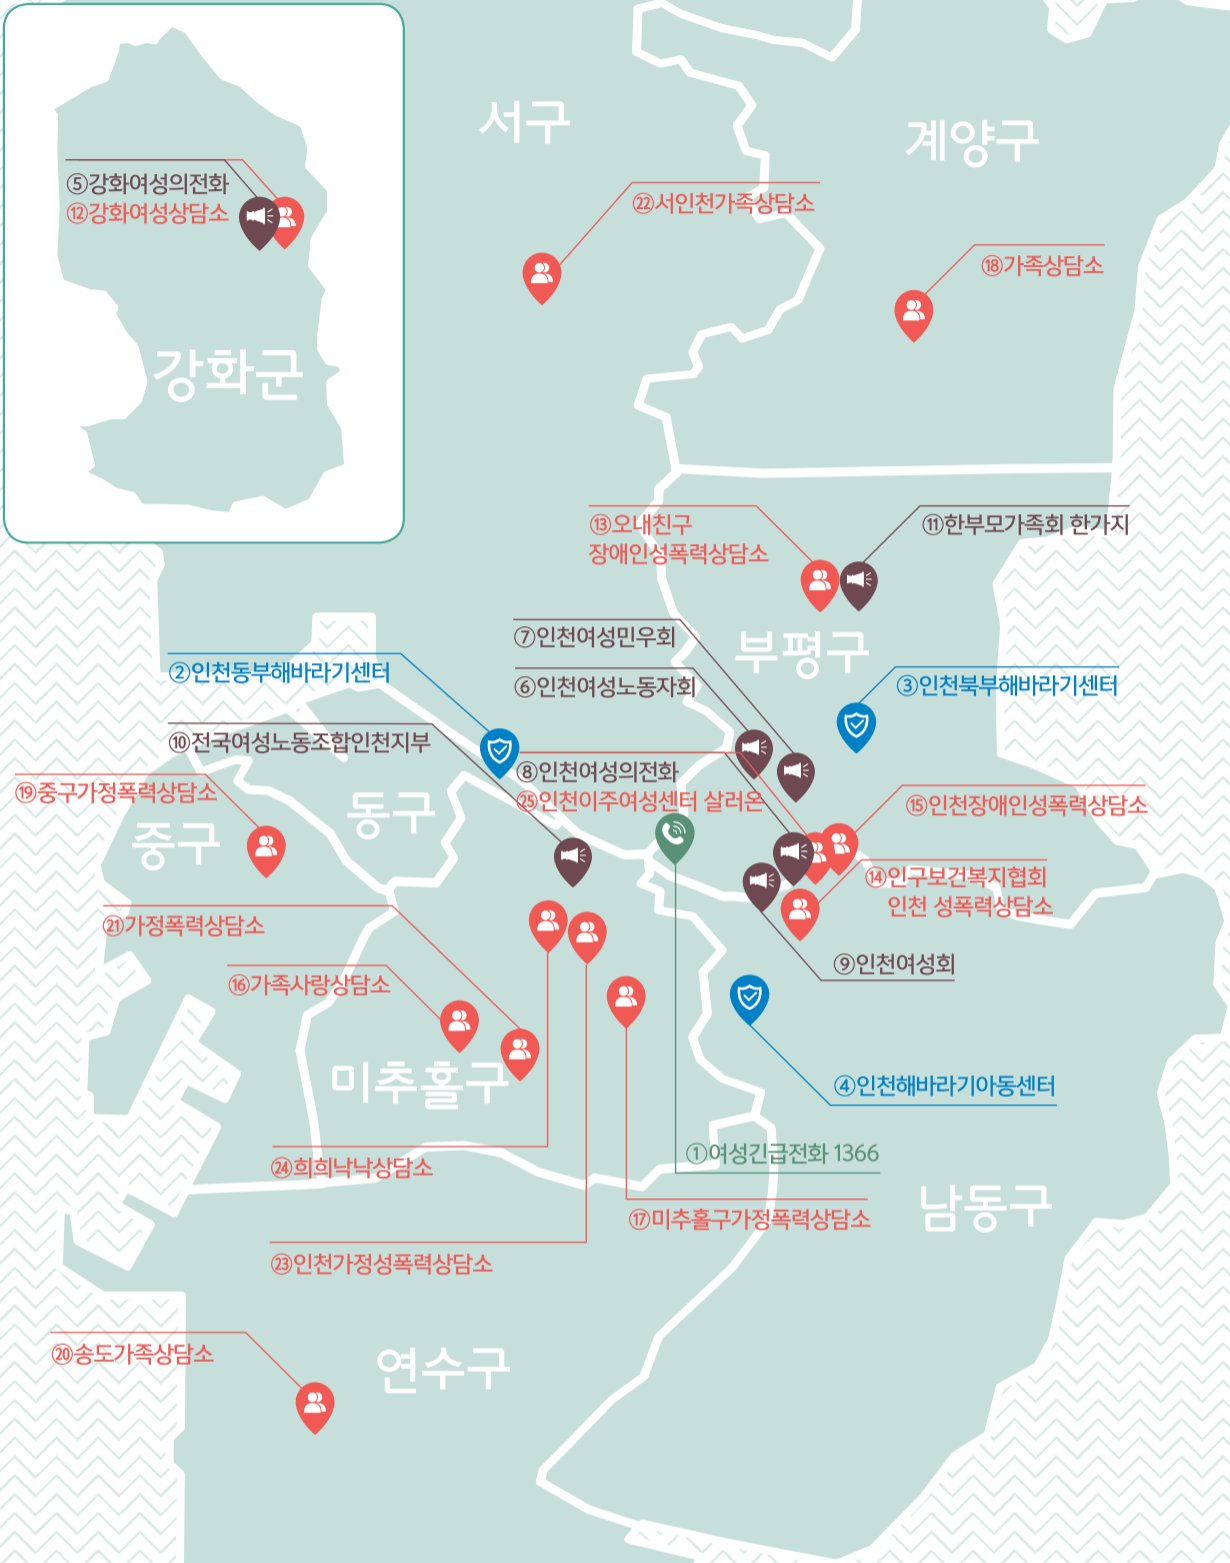 서구
계양구
⑤강화여성의전화
⑫강화여성상담소
㉒서인천가족상담소
⑱가족상담소
강화군
⑬오내친구
장애인성폭력상담소
⑪한부모가족회 한가지
⑦인천여성민우회
부평구
②인천동부해바라기센터
⑥인천여성노동자회
③인천북부해바라기센터
⑩전국여성노동조합인천지부
⑧인천여성의전화
㉕인천이주여성센터 살러온
⑲중구가정폭력상담소
⑮인천장애인성폭력상담소
동구
중구
⑭인구보건복지협회
인천 성폭력상담소
㉑가정폭력상담소
⑨인천여성회
⑯가족사랑상담소
미추홀구
④인천해바라기아동센터
①여성긴급전화 1366
㉔희희낙낙상담소
남동구
⑰미추홀구가정폭력상담소
㉓인천가정성폭력상담소
⑳송도가족상담소
연수구